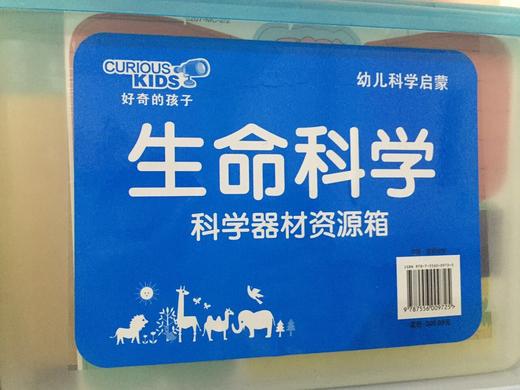 CURIOUS
KIDS
好奇的孩子
幼儿科学启蒙
生命科学
科学器材资源箱
9787556009725